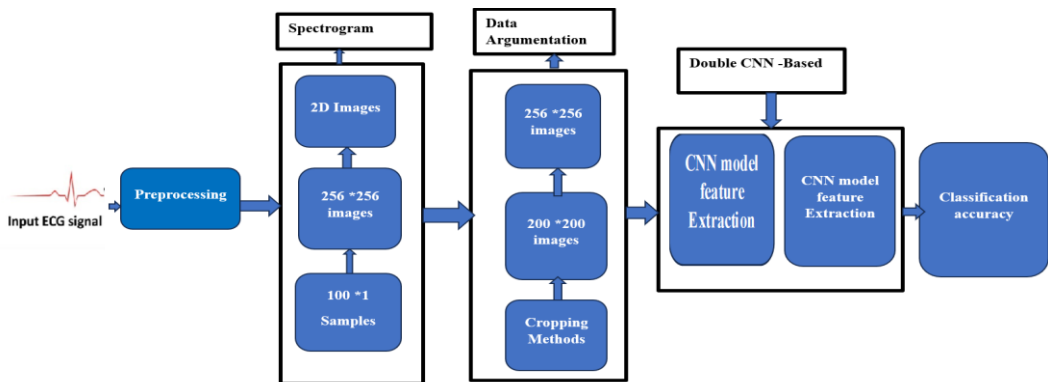 Spectrogram
2D Images
256 *256
images
100 *1
Samples
Data
Argumentation
256 *256
images
200 *200
images
Cropping
Methods
Double CNN -Based
CNN model
feature
Extraction
CNN model
feature
Extraction
Classification
accuracy
Preprocessing
Input ECG signal